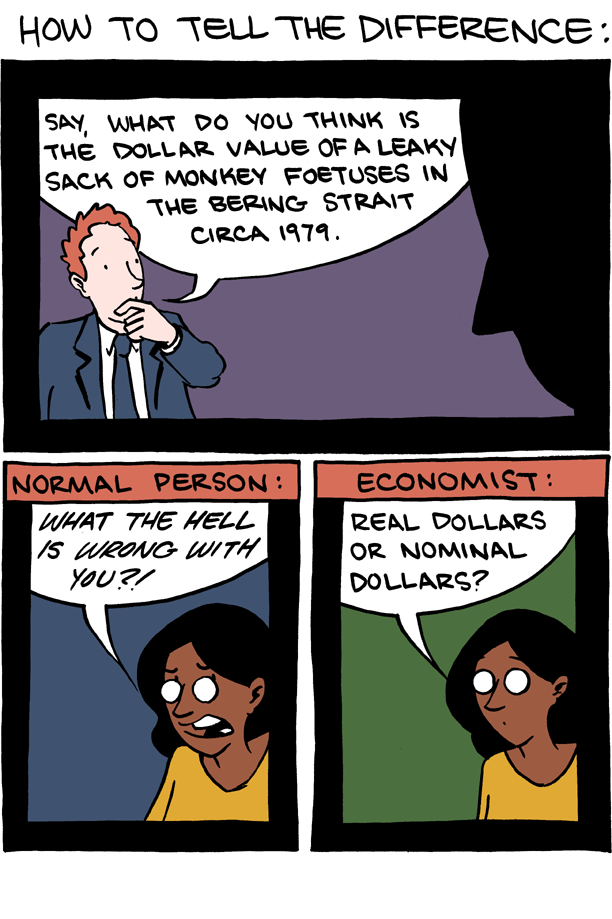 HOW TO TELL THE DIFFERENCE:
SAY, WHAT DO YOU THINK IS
THE DOLLAR VALUE OF A LEAKY
SACK OF MONKEY FOETUSES IN
THE BERING STRAIT
CIRCA 1979.
NORMAL PERSON:
WHAT THE HELL
IS WRONG WITH
YOU?!
ECONOMIST:
REAL DOLLARS
OR NOMINAL
DOLLARS?